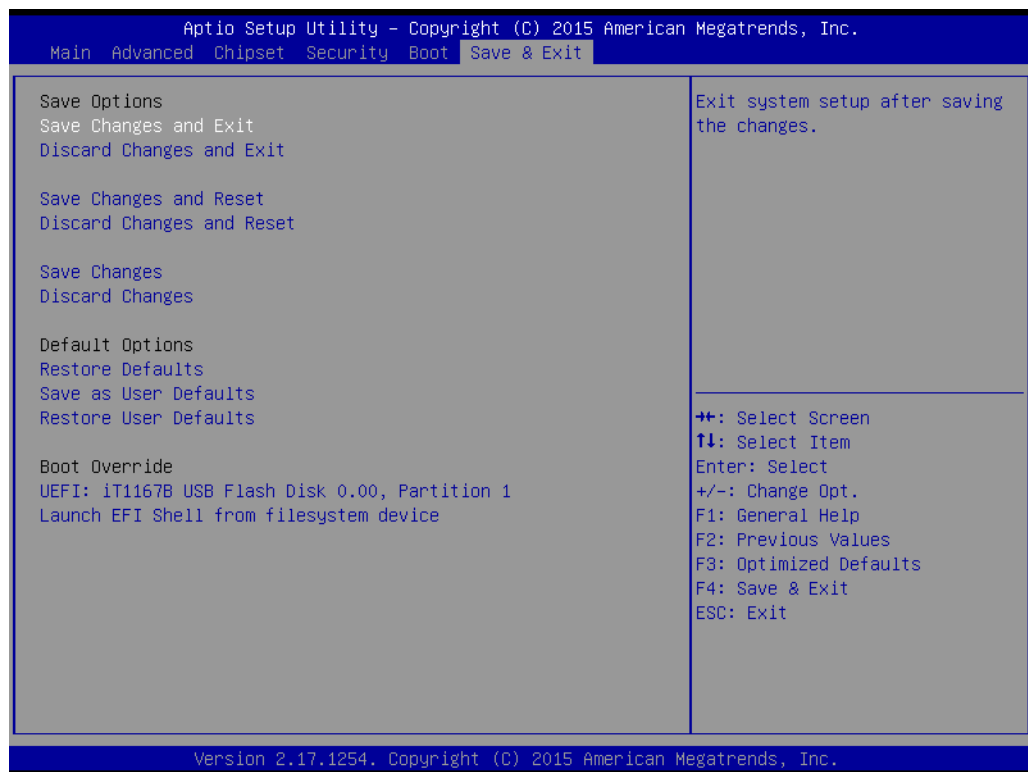 Aptio Setup Utility – Copyright (C) 2015 American Megatrends, Inc.
Main Advanced Chipset Security Boot Save & Exit
Save Options
Save Changes and Exit
Discard Changes and Exit
Save Changes and Reset
Discard Changes and Reset
Save Changes
Discard Changes
Default Options
Restore Defaults
Save as User Defaults
Restore User Defaults
Boot Override
UEFI: iT1167B USB Flash Disk 0.00, Partition 1
Launch EFI Shell from filesystem device
Exit system setup after saving
the changes.
→←: Select Screen
↑↓: Select Item
Enter: Select
+/-: Change Opt.
F1: General Help
F2: Previous Values
F3: Optimized Defaults
F4: Save & Exit
ESC: Exit
Version 2.17.1254. Copyright (C) 2015 American Megatrends, Inc.